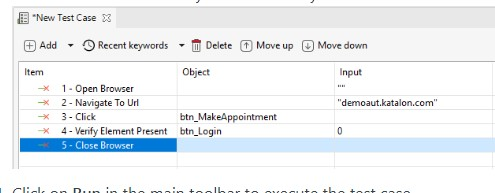 *New Test Case
Add Recent keywords Delete Move up Move down
Item Object Input
1 - Open Browser ""
2 - Navigate To Url "demoaut.katalon.com"
3 - Click btn_MakeAppointment
4 - Verify Element Present btn_Login 0
5 - Close Browser
Click on Run in the main toolbar to execute the test case